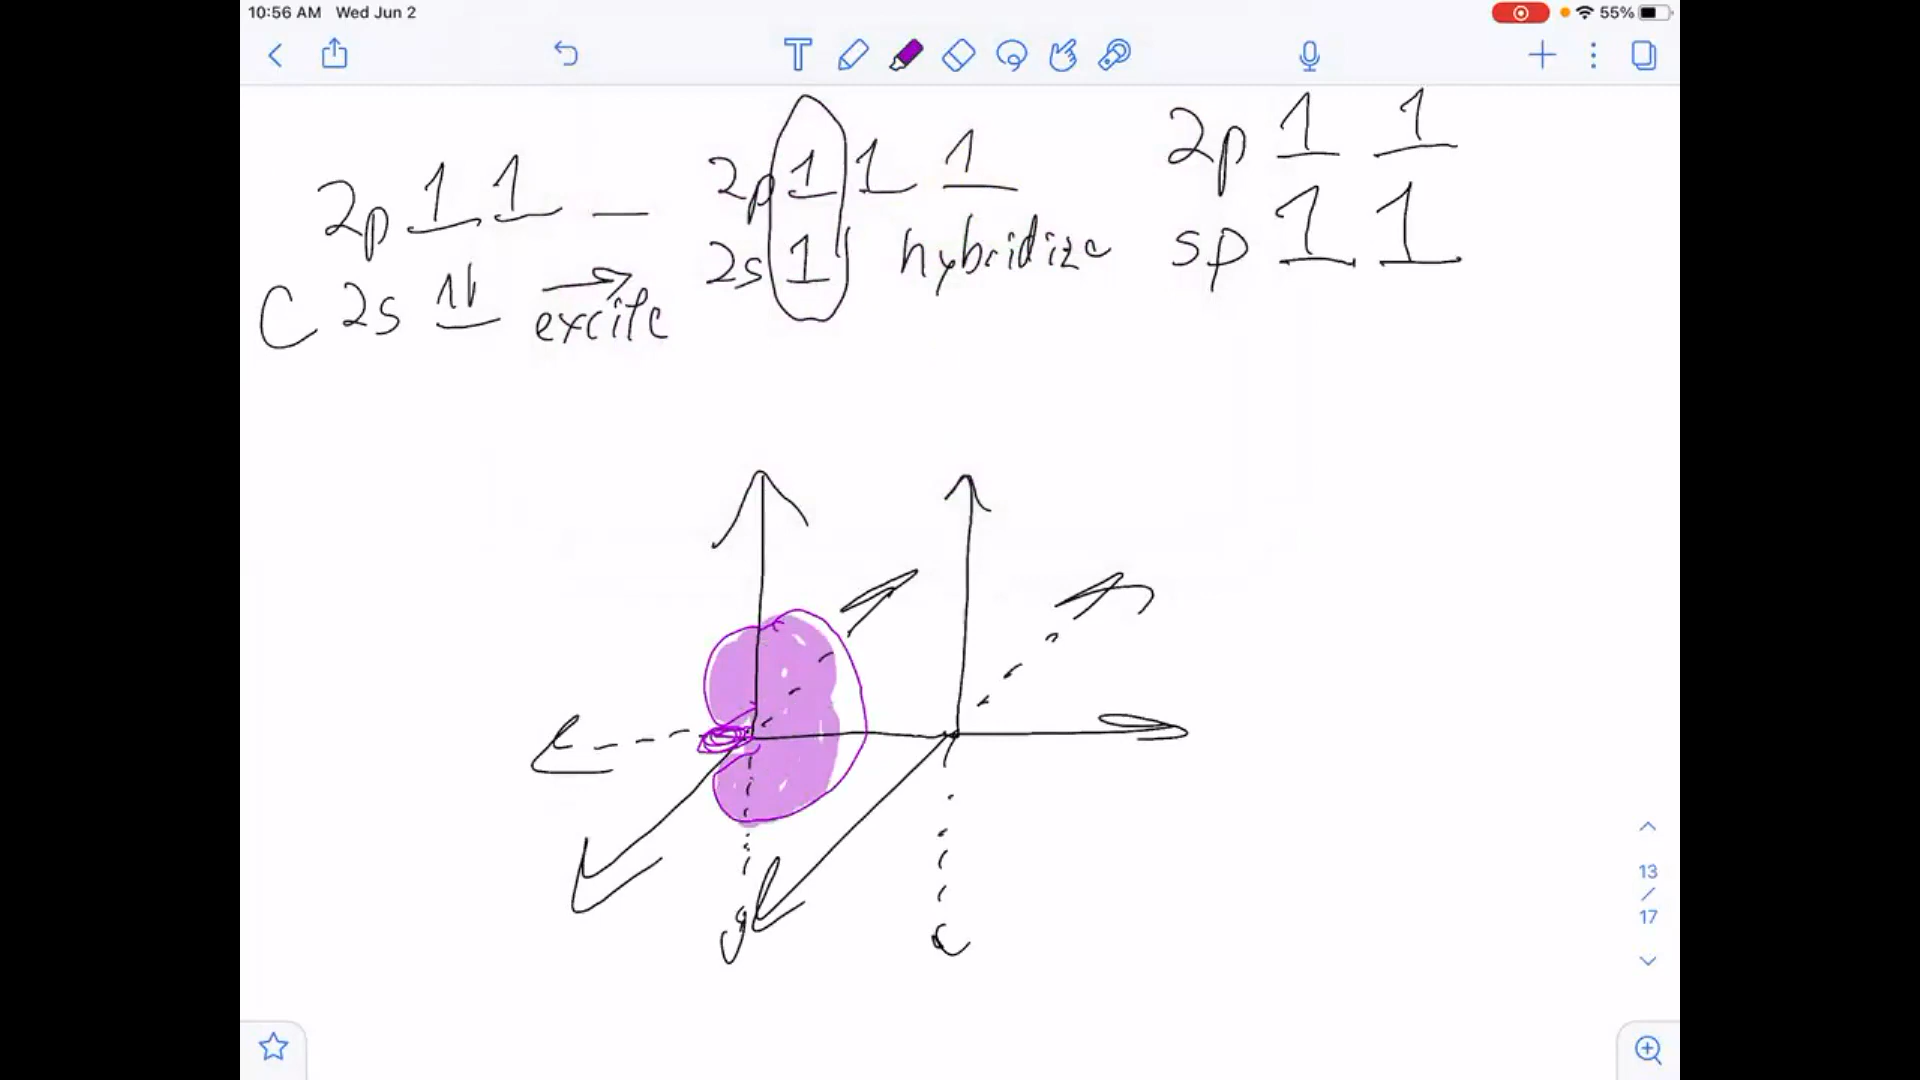 10:56 AM Wed Jun 2
55%
2p 1 1 _
C 2s 1l
excite
2p 1 1 1
2s 1
hybridize
2p 1 1
sp 1 1
13
/
17